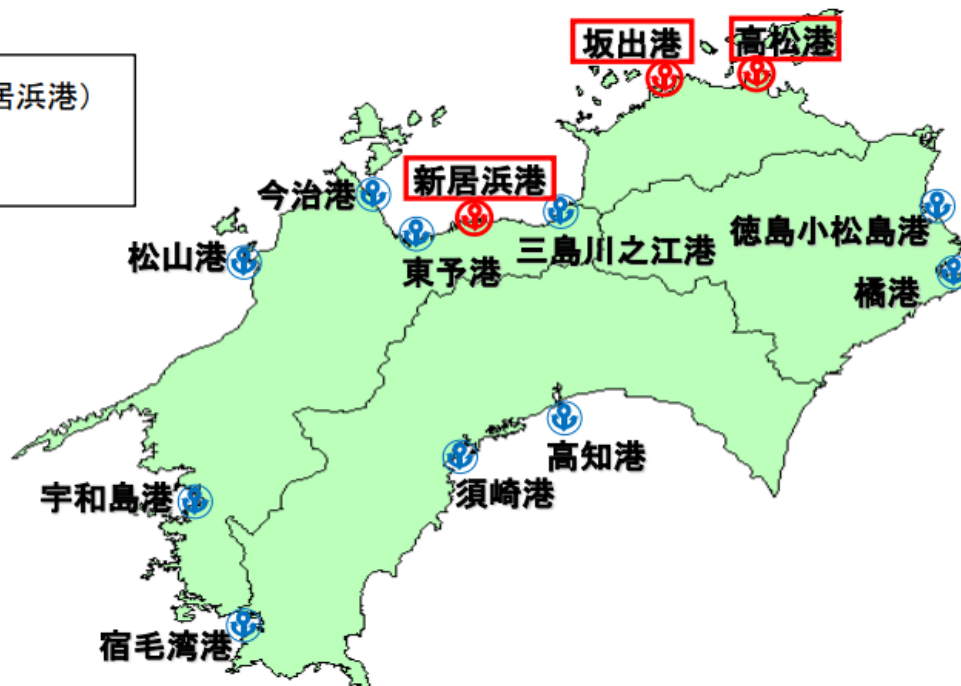 居浜港）
坂出港
高松港
新居浜港
今治港
三島川之江港
徳島小松島港
松山港
東予港
橘港
高知港
須崎港
宇和島港
宿毛湾港